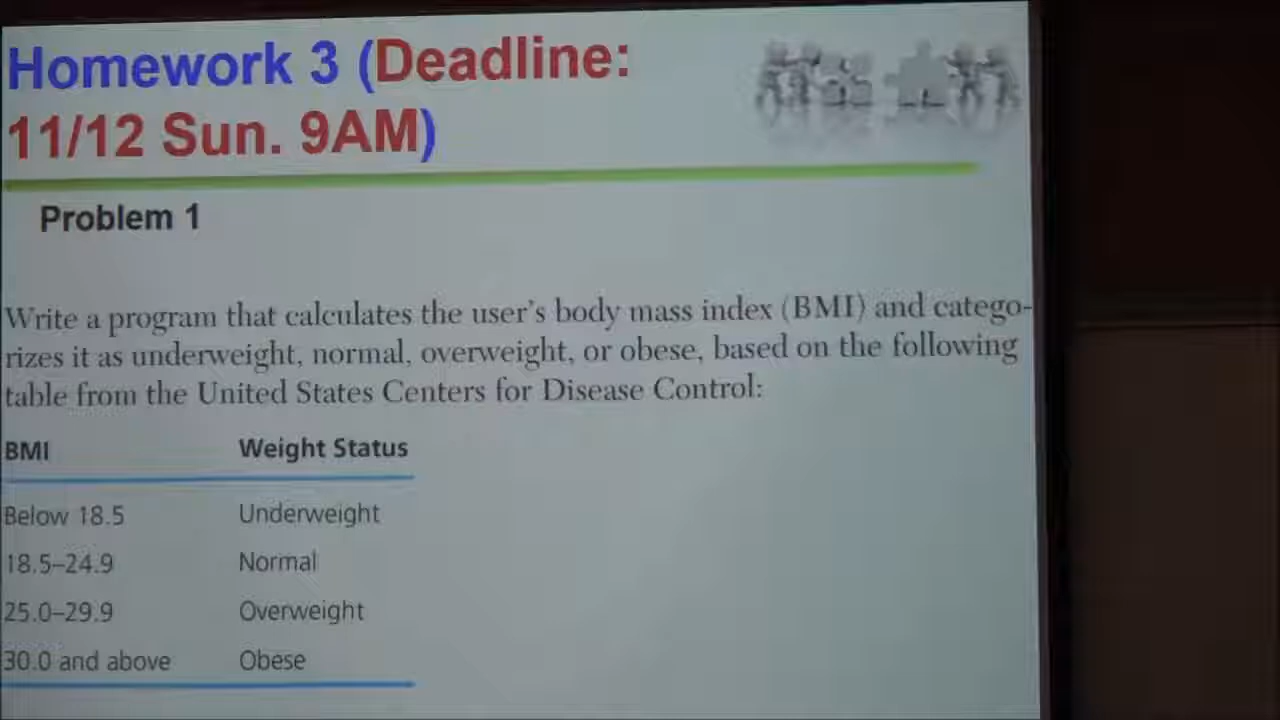 Homework 3 (Deadline:
11/12 Sun. 9AM)
Problem 1
Write a program that calculates the user's body mass index (BMI) and catego-
rizes it as underweight, normal, overweight, or obese, based on the following
table from the United States Centers for Disease Control:
BMI Weight Status
Below 18.5 Underweight
18.5–24.9 Normal
25.0–29.9 Overweight
30.0 and above Obese